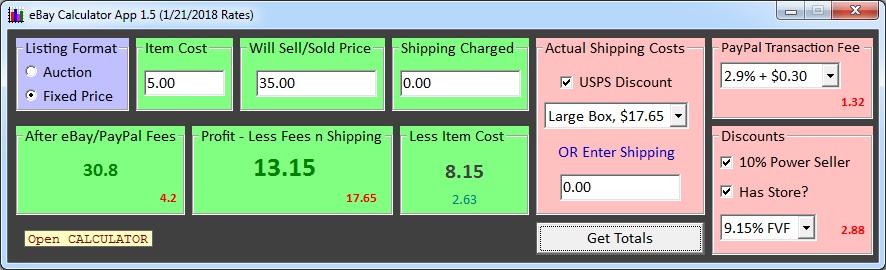 eBay Calculator App 1.5 (1/21/2018 Rates)
Listing Format
Auction
Fixed Price
Item Cost
5.00
Will Sell/Sold Price
35.00
Shipping Charged
0.00
Actual Shipping Costs
USPS Discount
Large Box, $17.65
OR Enter Shipping
0.00
PayPal Transaction Fee
2.9% + $0.30
1.32
After eBay/PayPal Fees
30.8
4.2
Profit - Less Fees n Shipping
13.15
17.65
Less Item Cost
8.15
2.63
Discounts
10% Power Seller
Has Store?
9.15% FVF
2.88
Open CALCULATOR
Get Totals